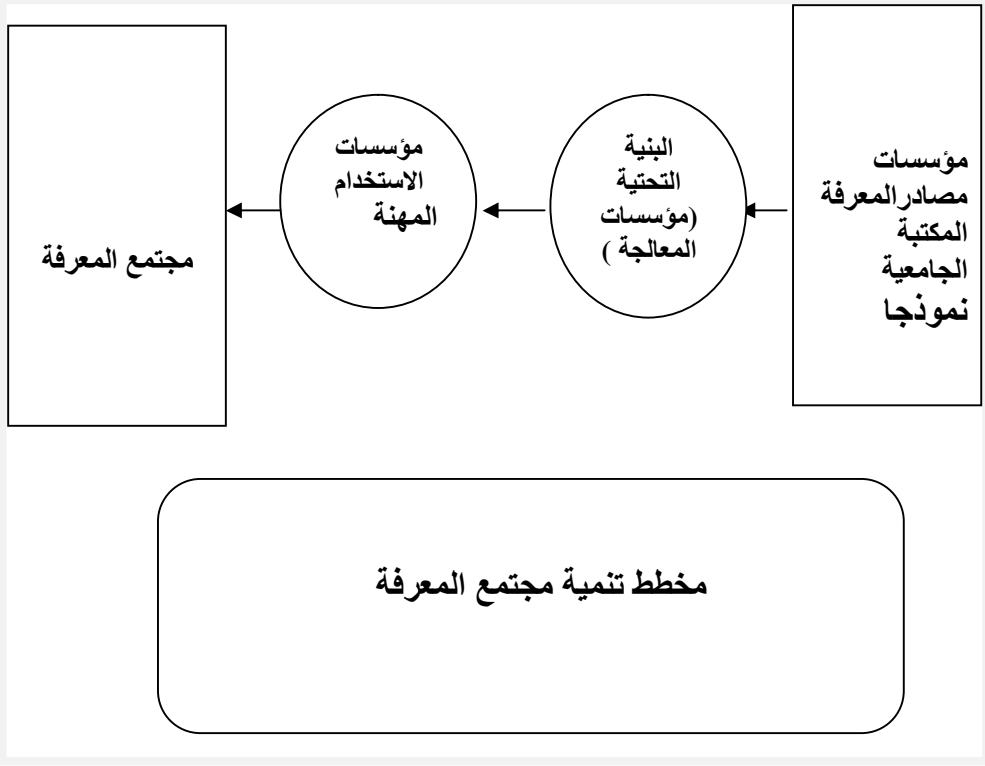 مؤسسات
مصادرالمعرفة
المكتبة
الجامعية
نموذجا
البنية
التحتية
(مؤسسات
المعالجة )
مؤسسات
الاستخدام
المهنة
مجتمع المعرفة
مخطط تنمية مجتمع المعرفة